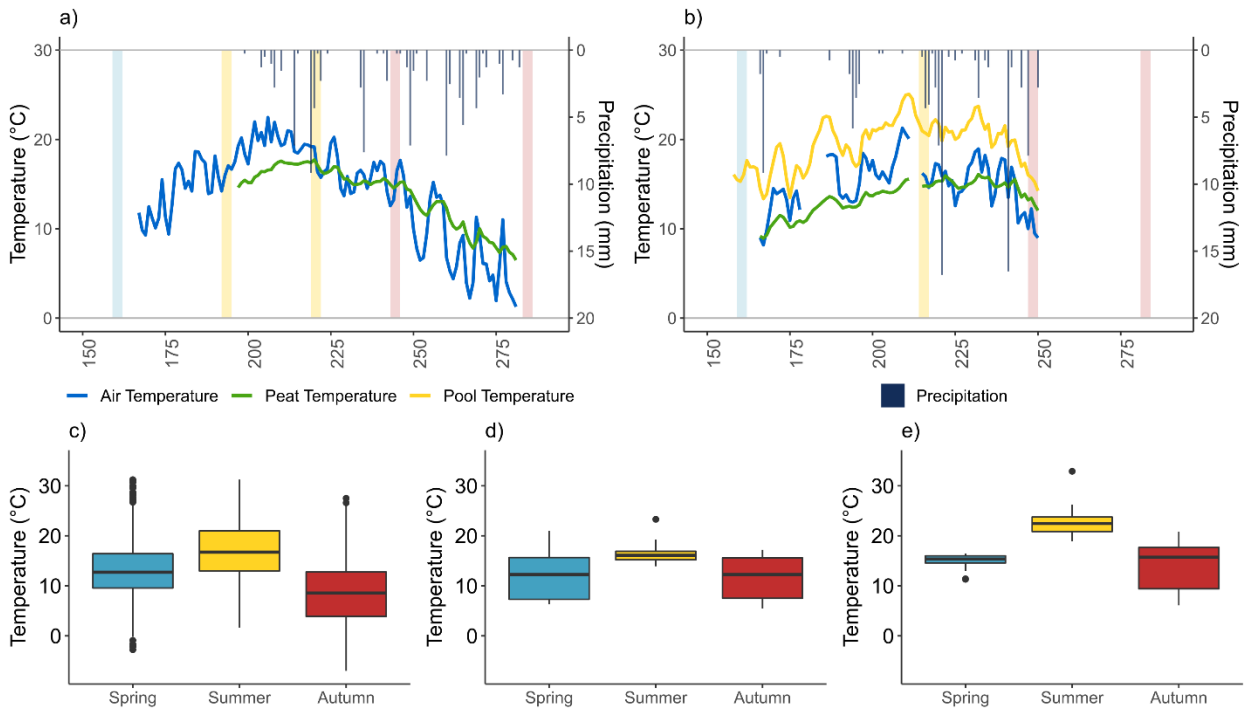 a)
b)
30
20
10
0
Temperature (°C)
0
5
10
15
20
Precipitation (mm)
150
175
200
225
250
275
30
20
10
0
Temperature (°C)
0
5
10
15
20
Precipitation (mm)
150
175
200
225
250
275
Air Temperature Peat Temperature Pool Temperature
Precipitation
c)
d)
e)
30
20
10
0
Temperature (°C)
Spring Summer Autumn
30
20
10
0
Temperature (°C)
Spring Summer Autumn
30
20
10
0
Temperature (°C)
Spring Summer Autumn